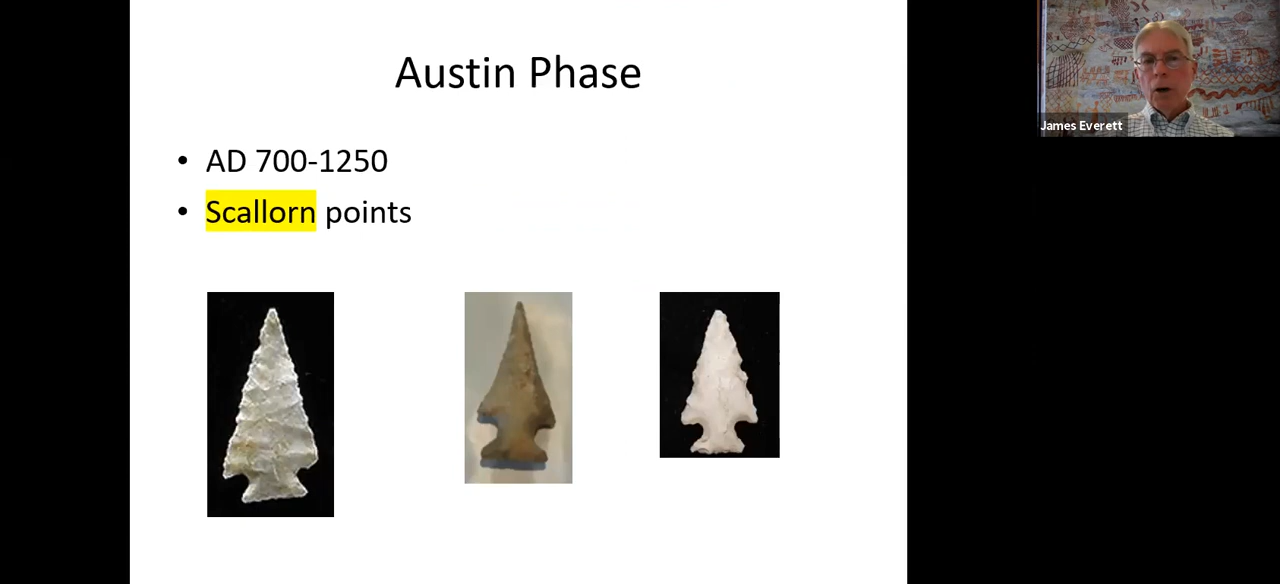 Austin Phase
• AD 700-1250
• Scallorn points
James Everett